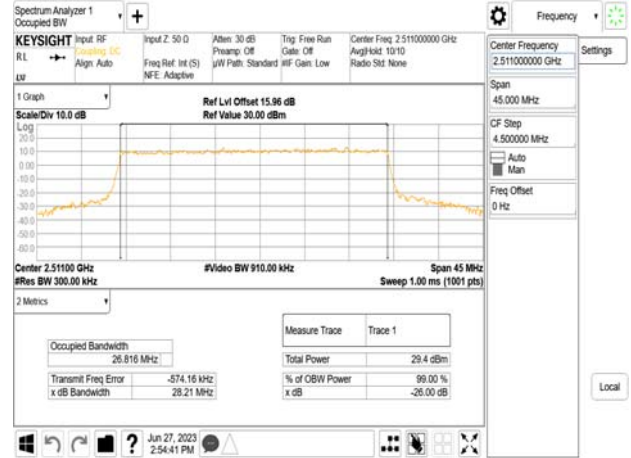 Spectrum Analyzer 1
Occupied BW
Frequency
KEYSIGHT Input: RF
Coupling: DC
Align: Auto
RL
LV
Input Z: 50 Ω
Freq Ref: Int (S)
NFE: Adaptive
Atten: 30 dB
Preamp: Off
µW Path: Standard
Trig: Free Run
Gate: Off
#IF Gain: Low
Center Freq: 2.511000000 GHz
Avg|Hold: 10/10
Radio Std: None
Center Frequency
2.511000000 GHz
Settings
Span
45.000 MHz
CF Step
4.500000 MHz
Auto
Man
Freq Offset
0 Hz
Local
1 Graph
Scale/Div 10.0 dB
Ref Lvl Offset 15.96 dB
Ref Value 30.00 dBm
Log
20.0
10.0
0.00
-10.0
-20.0
-30.0
-40.0
-50.0
-60.0
Center 2.51100 GHz
#Video BW 910.00 kHz
Span 45 MHz
#Res BW 300.00 kHz
Sweep 1.00 ms (1001 pts)
2 Metrics
Measure Trace Trace 1
Occupied Bandwidth
26.816 MHz
Total Power 29.4 dBm
Transmit Freq Error -574.16 kHz
% of OBW Power 99.00 %
x dB Bandwidth 28.21 MHz
x dB -26.00 dB
Jun 27, 2023
2:54:41 PM